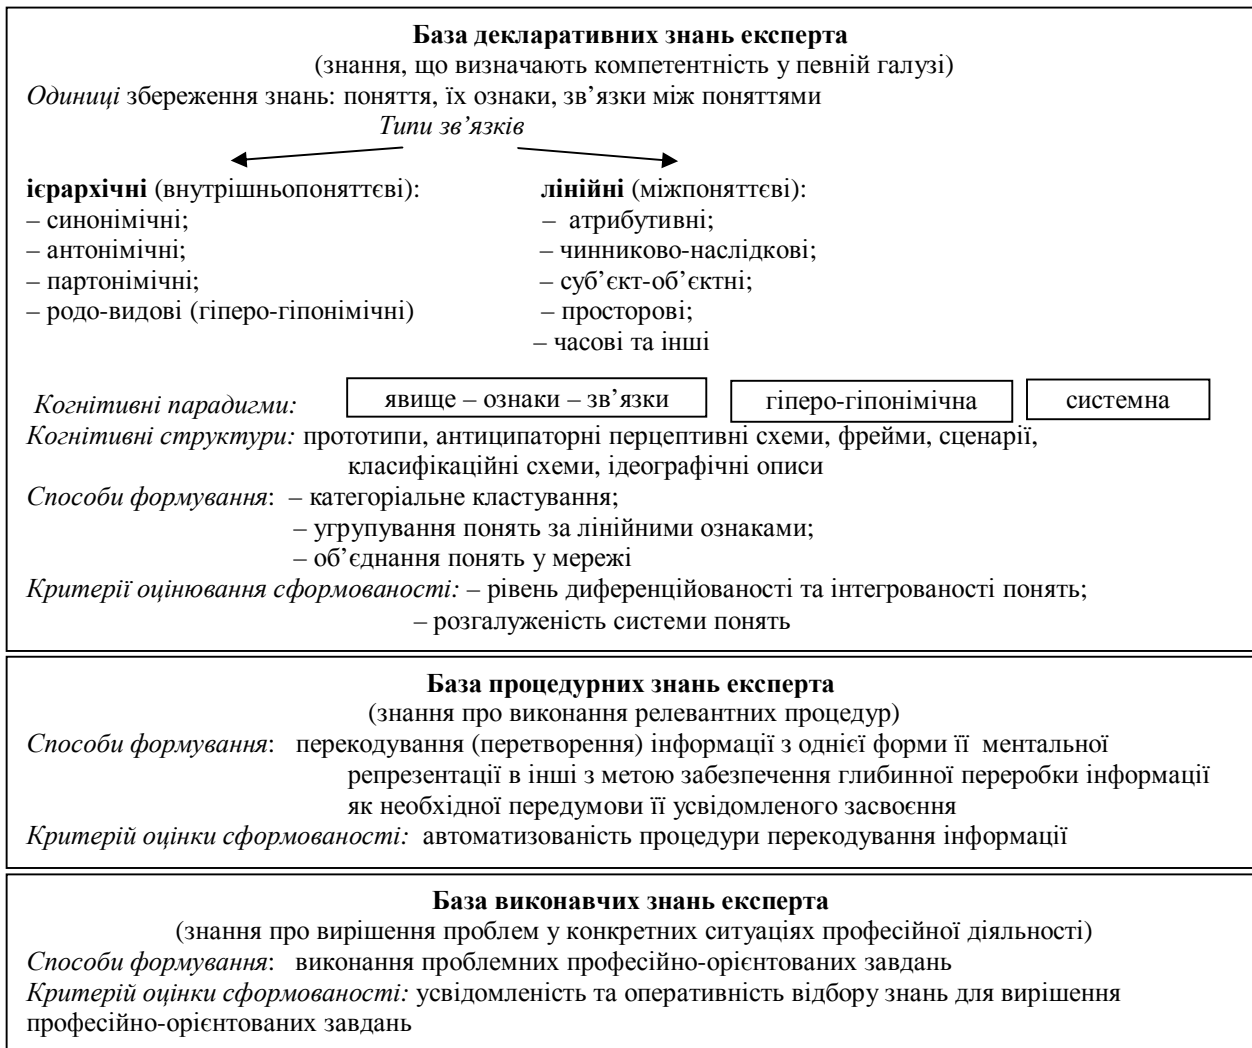 База декларативних знань експерта
(знання, що визначають компетентність у певній галузі)
Одиниці збереження знань: поняття, їх ознаки, зв’язки між поняттями
Типи зв’язків
ієрархічні (внутрішньопоняттєві):
– синонімічні;
– антонімічні;
– партонімічні;
– родо-видові (гіперо-гіпонімічні)
лінійні (міжпоняттєві):
– атрибутивні;
– чинниково-наслідкові;
– суб’єкт-об’єктні;
– просторові;
– часові та інші
Когнітивні парадигми: явище – ознаки – зв’язки гіперо-гіпонімічна системна
Когнітивні структури: прототипи, антиципаторні перцептивні схеми, фрейми, сценарії,
класифікаційні схеми, ідеографічні описи
Способи формування: – категоріальне кластування;
– угрупування понять за лінійними ознаками;
– об’єднання понять у мережі
Критерії оцінювання сформованості: – рівень диференційованості та інтегрованості понять;
– розгалуженість системи понять
База процедурних знань експерта
(знання про виконання релевантних процедур)
Способи формування: перекодування (перетворення) інформації з однієї форми її ментальної
репрезентації в інші з метою забезпечення глибинної переробки інформації
як необхідної передумови її усвідомленого засвоєння
Критерій оцінки сформованості: автоматизованість процедури перекодування інформації
База виконавчих знань експерта
(знання про вирішення проблем у конкретних ситуаціях професійної діяльності)
Способи формування: виконання проблемних професійно-орієнтованих завдань
Критерій оцінки сформованості: усвідомленість та оперативність відбору знань для вирішення
професійно-орієнтованих завдань